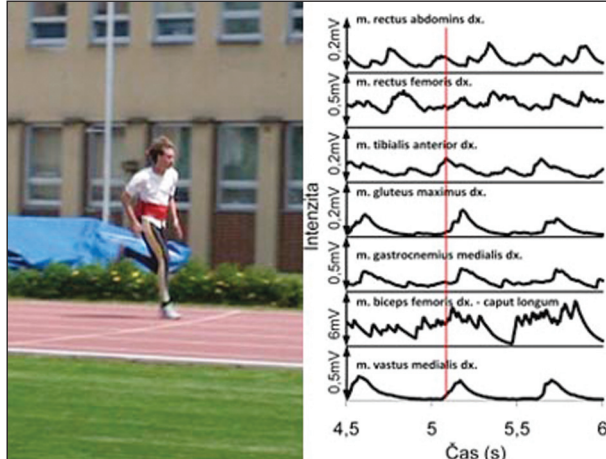 m. rectus abdomins dx.
0,2mV
m. rectus femoris dx.
0,5mV
m. tibialis anterior dx.
0,2mV
m. gluteus maximus dx.
0,2mV
Intenzita
m. gastrocnemius medialis dx.
0,5mV
m. biceps femoris dx. - caput longum
6mV
m. vastus medialis dx.
0,5mV
4,5 5 5,5 6
Čas (s)